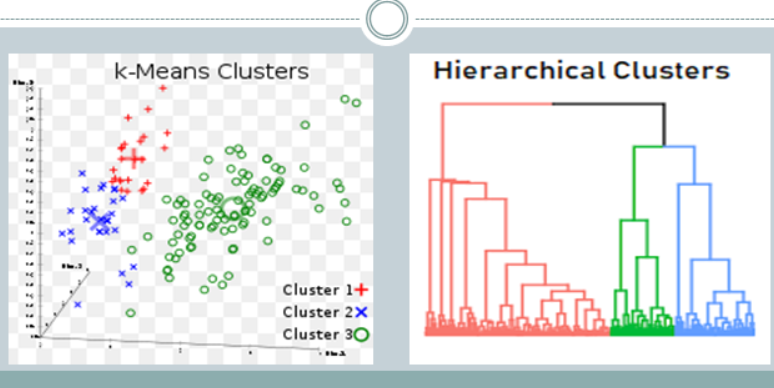 k-Means Clusters
Cluster 1
Cluster 2
Cluster 3
Hierarchical Clusters